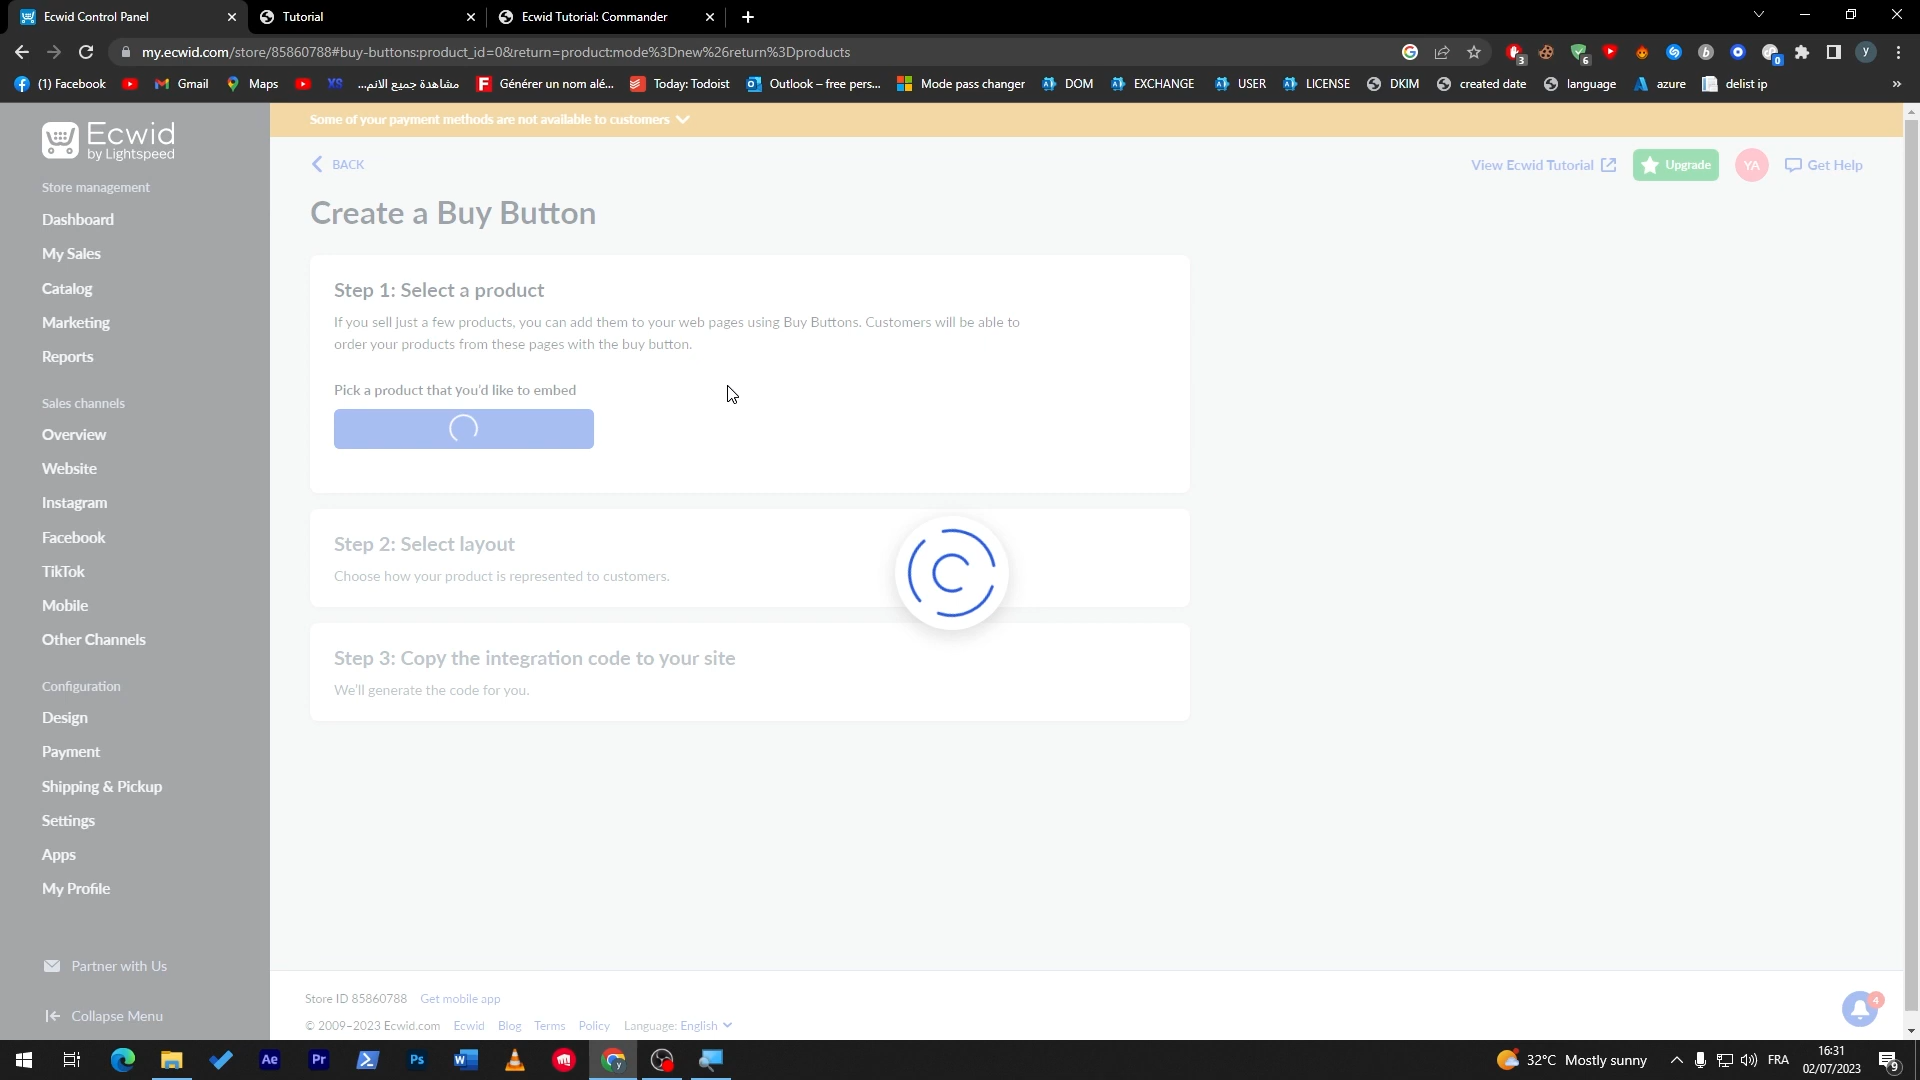 Ecwid Control Panel
Tutorial
Ecwid Tutorial: Commander
my.ecwid.com/store/85860788#buy-buttons:product_id=0&return=product:mode%3Dnew%26return%3Dproducts
3
6
0
y
(1) Facebook
Gmail
Maps
مشاهدة جميع الانم...
Générer un nom alé...
Today: Todoist
Outlook – free pers...
Mode pass changer
DOM
EXCHANGE
USER
LICENSE
DKIM
created date
language
azure
delist ip
»
Ecwid
by Lightspeed
Store management
Dashboard
My Sales
Catalog
Marketing
Reports
Sales channels
Overview
Website
Instagram
Facebook
TikTok
Mobile
Other Channels
Configuration
Design
Payment
Shipping & Pickup
Settings
Apps
My Profile
Partner with Us
Collapse Menu
Some of your payment methods are not available to customers
BACK
View Ecwid Tutorial
Upgrade
YA
Get Help
Create a Buy Button
Step 1: Select a product
If you sell just a few products, you can add them to your web pages using Buy Buttons. Customers will be able to
order your products from these pages with the buy button.
Pick a product that you'd like to embed
Step 2: Select layout
Choose how your product is represented to customers.
Step 3: Copy the integration code to your site
We'll generate the code for you.
Store ID 85860788 Get mobile app
© 2009–2023 Ecwid.com Ecwid Blog Terms Policy Language: English
4
Ae
Pr
Ps
32°C Mostly sunny
FRA
16:31
02/07/2023
9